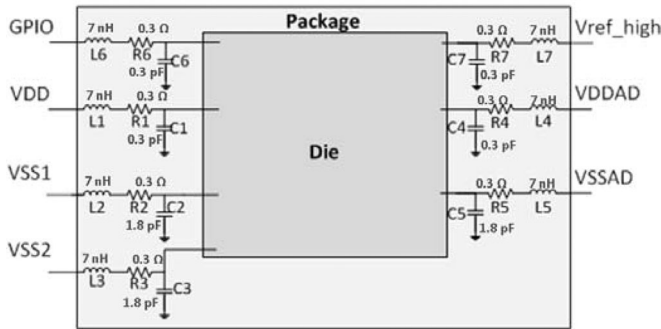 Package
GPIO
7 nH
0.3 Ω
L6
R6
C6
0.3 pF
0.3 Ω
7 nH
Vref_high
C7
R7
L7
0.3 pF
VDD
7 nH
0.3 Ω
L1
R1
C1
0.3 pF
0.3 Ω
7 nH
VDDAD
C4
R4
L4
0.3 pF
Die
VSS1
7 nH
0.3 Ω
L2
R2
C2
1.8 pF
0.3 Ω
7 nH
VSSAD
C5
R5
L5
1.8 pF
VSS2
7 nH
0.3 Ω
L3
R3
C3
1.8 pF